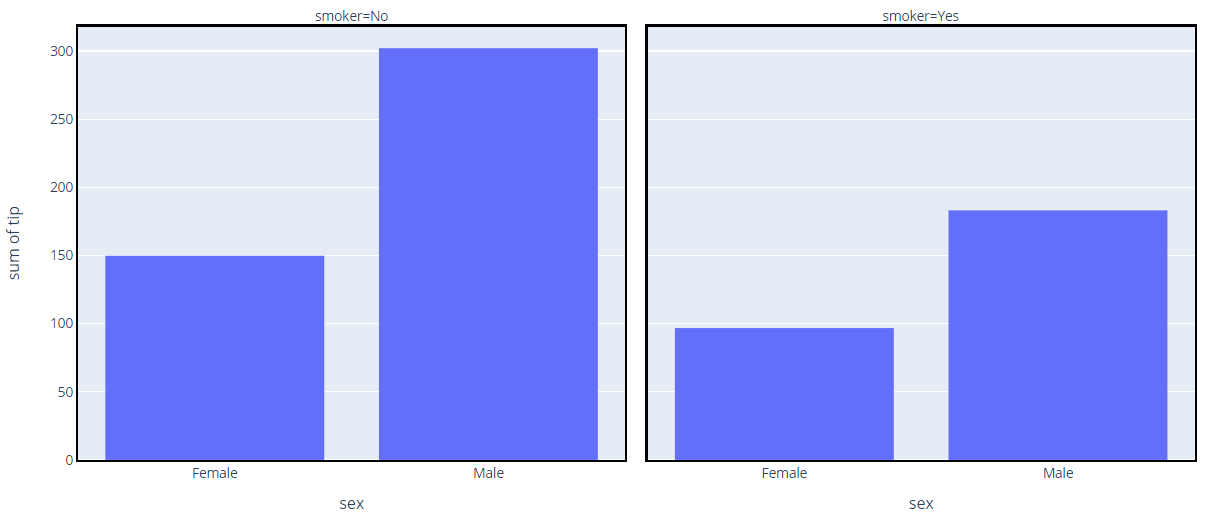 smoker=No
smoker=Yes
sum of tip
300
250
200
150
100
50
0
Female
Male
Female
Male
sex
sex